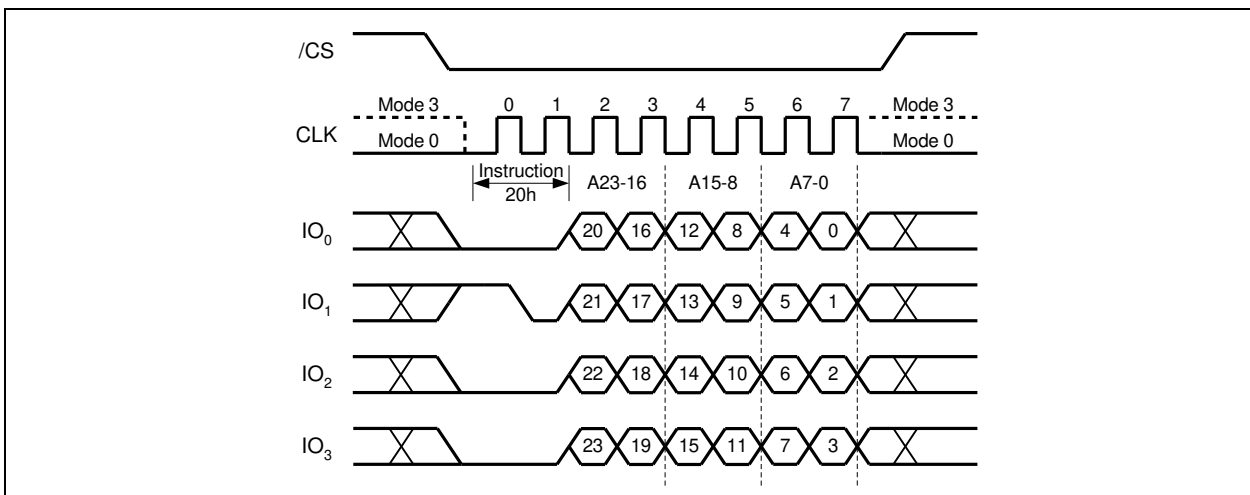 /CS
Mode 3 0 1 2 3 4 5 6 7 Mode 3
CLK
Mode 0 Mode 0
Instruction
20h
A23-16 A15-8 A7-0
IO0 20 16 12 8 4 0
IO1 21 17 13 9 5 1
IO2 22 18 14 10 6 2
IO3 23 19 15 11 7 3